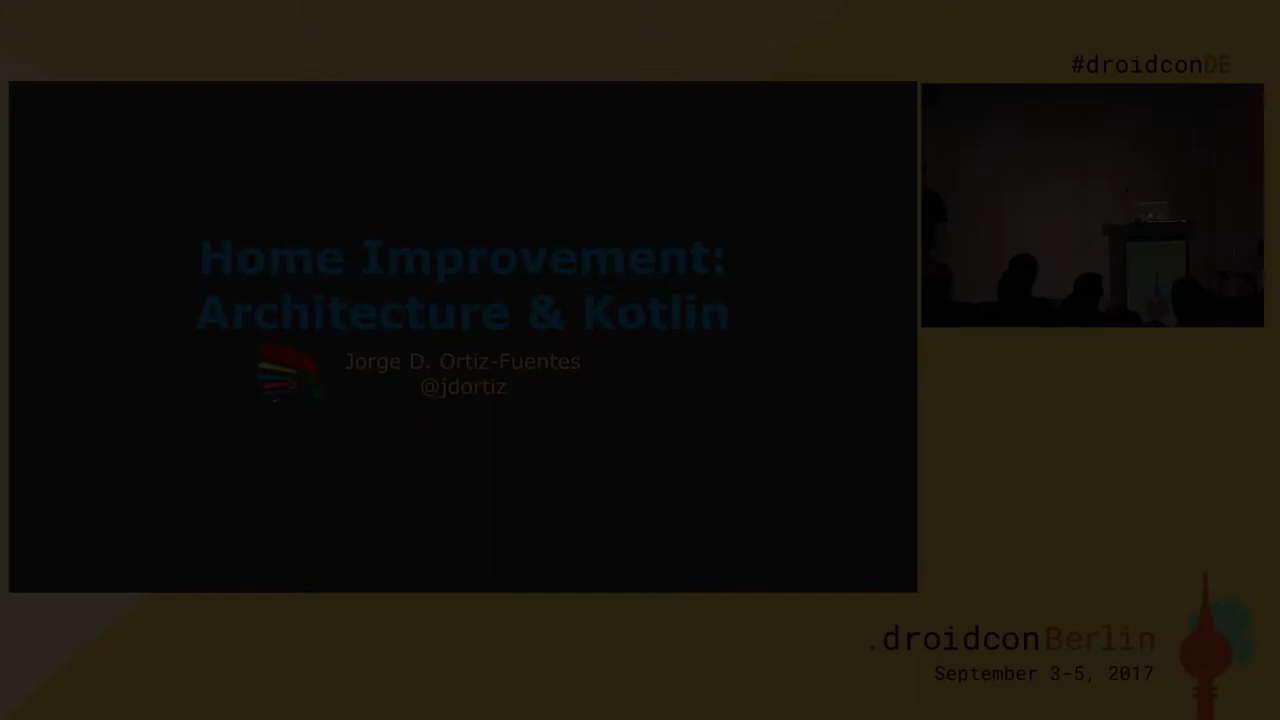 #droidconDE
Home Improvement:
Architecture & Kotlin
Jorge D. Ortiz-Fuentes
@jdortiz
.droidconBerlin
September 3-5, 2017